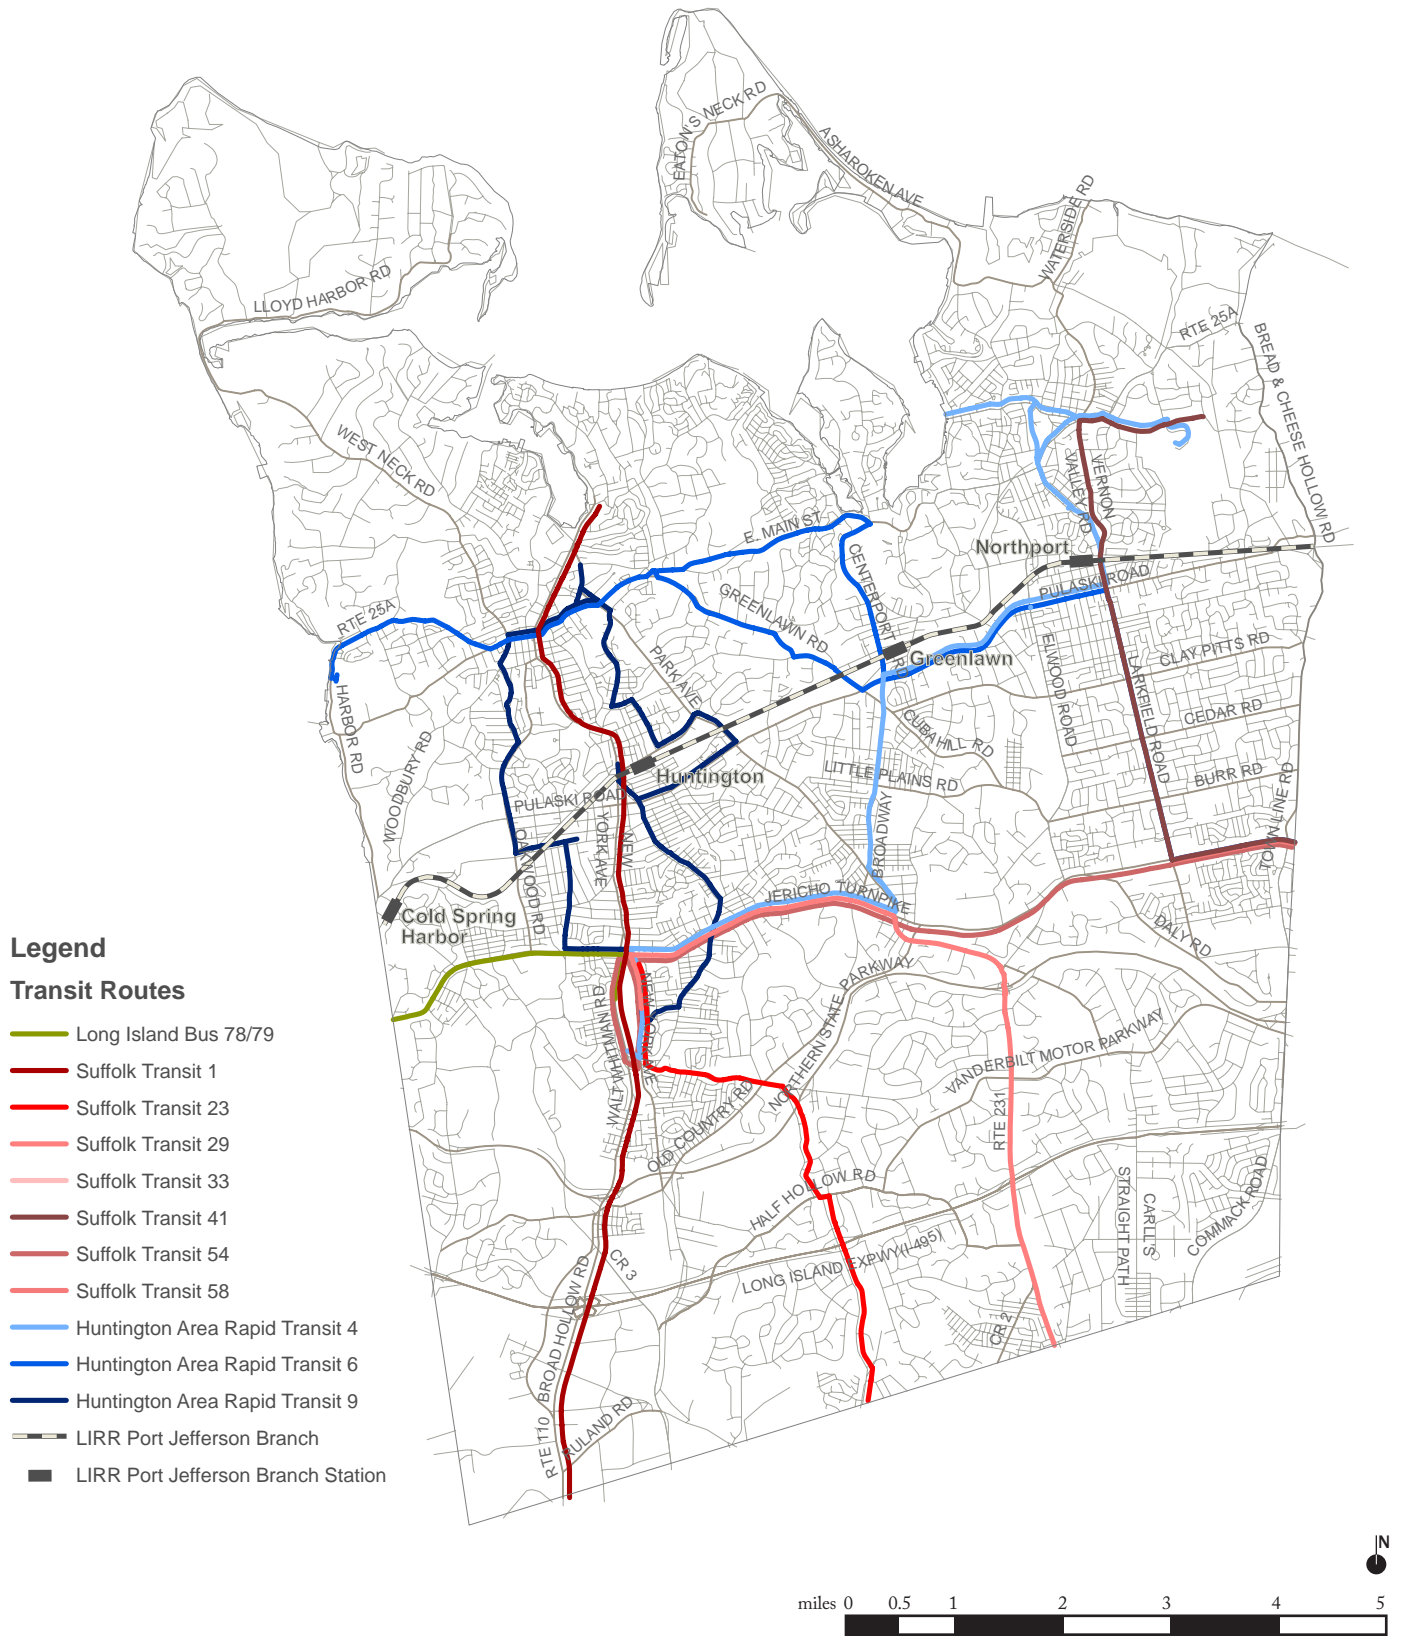 EATON'S NECK RD
ASHAROKEN AVE
WATERSIDE RD
LLOYD HARBOR RD
RTE 25A
BREAD & CHEESE HOLLOW RD
WEST NECK RD
VALLEY RD
VERNON
E. MAIN ST
Northport
CENTERPORT RD
PULASKI ROAD
GREENLAWN RD
RTE 25A
PARK AVE
Greenlawn
ELWOOD ROAD
CLAY PITTS RD
LARKFIELD ROAD
HARBOR RD
CEDAR RD
CUBA HILL RD
WOODBURY RD
Huntington
LITTLE PLAINS RD
BURR RD
PULASKI ROAD
TOWN LINE RD
OAKWOOD RD
YORK AVE
NEW
BROADWAY
JERICHO TURNPIKE
Cold Spring
Harbor
DALY RD
Legend
Transit Routes
Long Island Bus 78/79
Suffolk Transit 1
Suffolk Transit 23
Suffolk Transit 29
Suffolk Transit 33
Suffolk Transit 41
Suffolk Transit 54
Suffolk Transit 58
Huntington Area Rapid Transit 4
Huntington Area Rapid Transit 6
Huntington Area Rapid Transit 9
LIRR Port Jefferson Branch
LIRR Port Jefferson Branch Station
WALT WHITMAN RD
NEW YORK AVE
NORTHERN STATE PARKWAY
VANDERBILT MOTOR PARKWAY
OLD COUNTRY RD
RTE 231
HALF HOLLOW RD
STRAIGHT PATH
CARLL'S
COMMACK ROAD
LONG ISLAND EXPWY(I-495)
CR 3
BROAD HOLLOW RD
CR 2
RTE 110
RULAND RD
N
miles 0 0.5 1 2 3 4 5